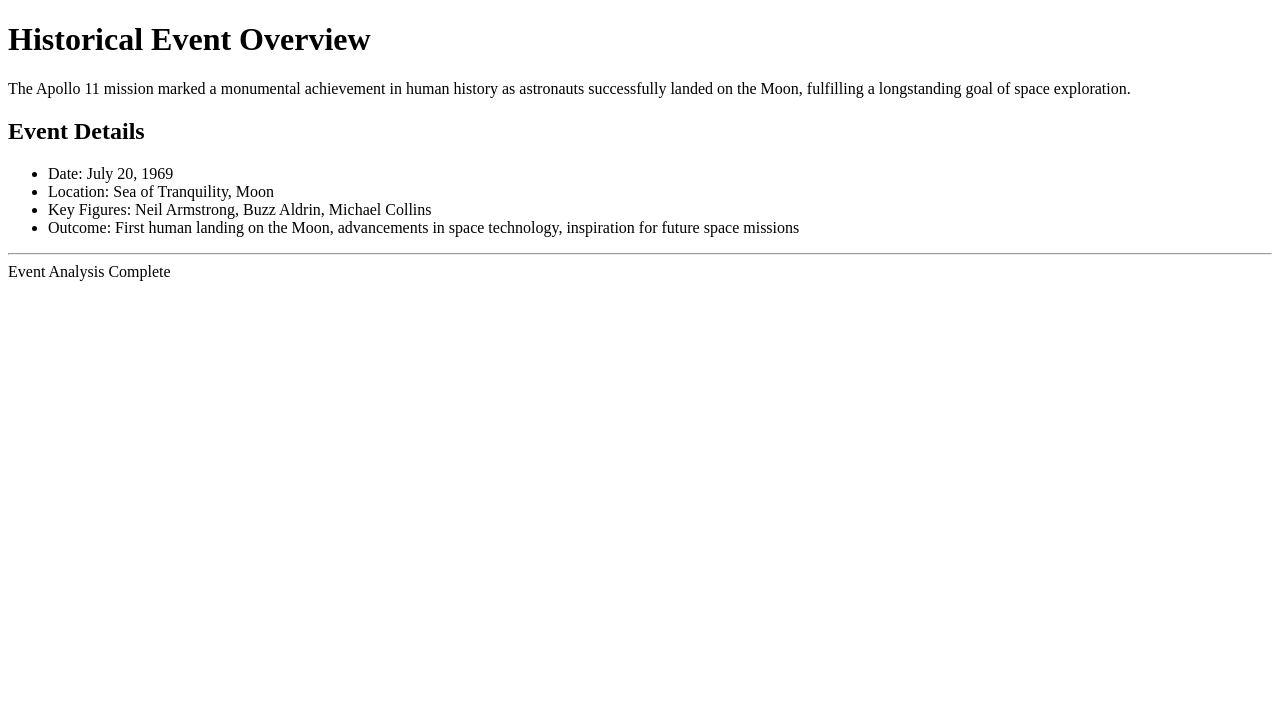 Historical Event Overview
The Apollo 11 mission marked a monumental achievement in human history as astronauts successfully landed on the Moon, fulfilling a longstanding goal of space exploration.
Event Details
Date: July 20, 1969
Location: Sea of Tranquility, Moon
Key Figures: Neil Armstrong, Buzz Aldrin, Michael Collins
Outcome: First human landing on the Moon, advancements in space technology, inspiration for future space missions
Event Analysis Complete